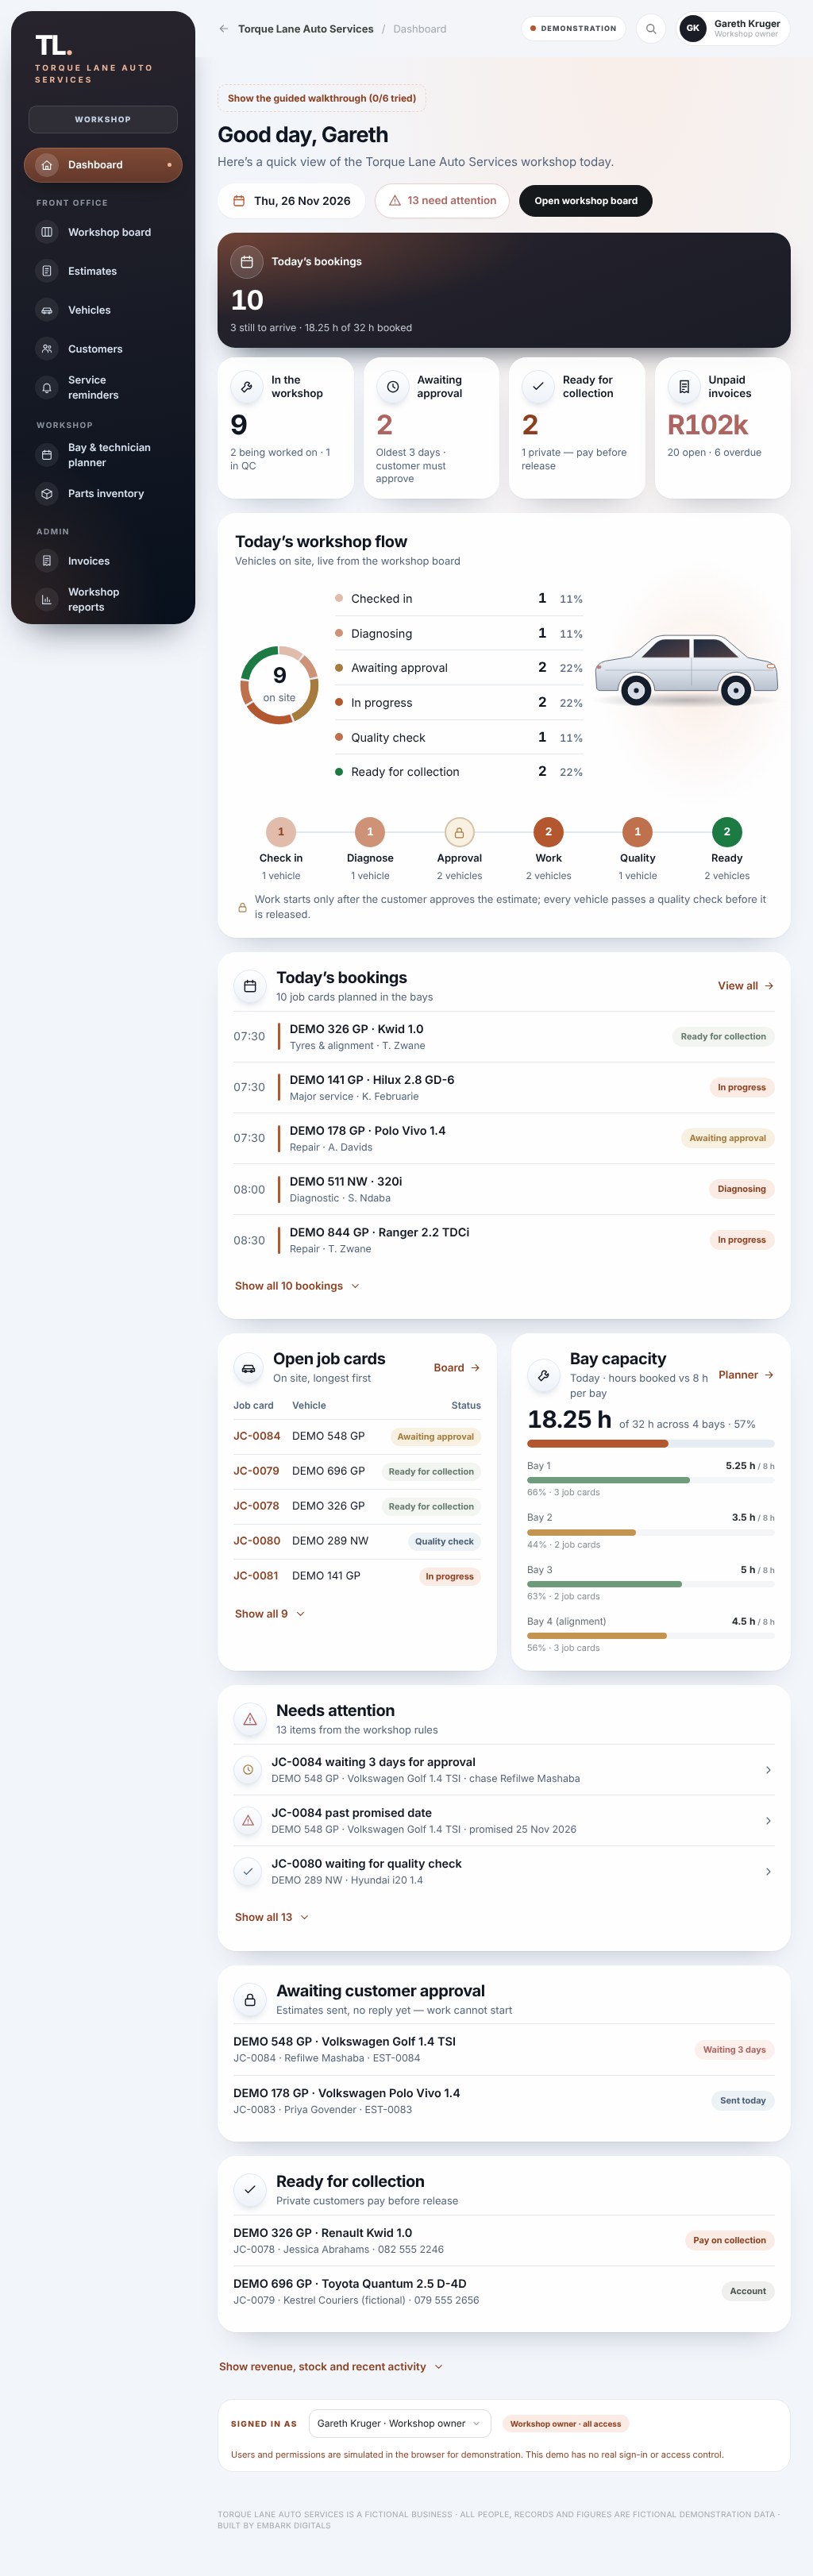 TL.
TORQUE LANE AUTO
SERVICES
WORKSHOP
Dashboard
FRONT OFFICE
Workshop board
Estimates
Vehicles
Customers
Service
reminders
WORKSHOP
Bay & technician
planner
Parts inventory
ADMIN
Invoices
Workshop
reports
Torque Lane Auto Services / Dashboard
DEMONSTRATION
GK
Gareth Kruger
Workshop owner
Show the guided walkthrough (0/6 tried)
Good day, Gareth
Here's a quick view of the Torque Lane Auto Services workshop today.
Thu, 26 Nov 2026
13 need attention
Open workshop board
Today's bookings
10
3 still to arrive · 18.25 h of 32 h booked
In the
workshop
9
2 being worked on · 1
in QC
Awaiting
approval
2
Oldest 3 days ·
customer must
approve
Ready for
collection
2
1 private — pay before
release
Unpaid
invoices
R102k
20 open · 6 overdue
Today's workshop flow
Vehicles on site, live from the workshop board
9
on site
Checked in 1 11%
Diagnosing 1 11%
Awaiting approval 2 22%
In progress 2 22%
Quality check 1 11%
Ready for collection 2 22%
1 1 2 1 2
Check in Diagnose Approval Work Quality Ready
1 vehicle 1 vehicle 2 vehicles 2 vehicles 1 vehicle 2 vehicles
Work starts only after the customer approves the estimate; every vehicle passes a quality check before it
is released.
Today's bookings
10 job cards planned in the bays
View all →
07:30
DEMO 326 GP · Kwid 1.0
Tyres & alignment · T. Zwane
Ready for collection
07:30
DEMO 141 GP · Hilux 2.8 GD-6
Major service · K. Februarie
In progress
07:30
DEMO 178 GP · Polo Vivo 1.4
Repair · A. Davids
Awaiting approval
08:00
DEMO 511 NW · 320i
Diagnostic · S. Ndaba
Diagnosing
08:30
DEMO 844 GP · Ranger 2.2 TDCi
Repair · T. Zwane
In progress
Show all 10 bookings
Open job cards
On site, longest first
Board →
Job card Vehicle Status
JC-0084 DEMO 548 GP Awaiting approval
JC-0079 DEMO 696 GP Ready for collection
JC-0078 DEMO 326 GP Ready for collection
JC-0080 DEMO 289 NW Quality check
JC-0081 DEMO 141 GP In progress
Show all 9
Bay capacity
Today · hours booked vs 8 h
per bay
Planner →
18.25 h of 32 h across 4 bays · 57%
Bay 1 5.25 h / 8 h
66% · 3 job cards
Bay 2 3.5 h / 8 h
44% · 2 job cards
Bay 3 5 h / 8 h
63% · 2 job cards
Bay 4 (alignment) 4.5 h / 8 h
56% · 3 job cards
Needs attention
13 items from the workshop rules
JC-0084 waiting 3 days for approval
DEMO 548 GP · Volkswagen Golf 1.4 TSI · chase Refilwe Mashaba
JC-0084 past promised date
DEMO 548 GP · Volkswagen Golf 1.4 TSI · promised 25 Nov 2026
JC-0080 waiting for quality check
DEMO 289 NW · Hyundai i20 1.4
Show all 13
Awaiting customer approval
Estimates sent, no reply yet — work cannot start
DEMO 548 GP · Volkswagen Golf 1.4 TSI
JC-0084 · Refilwe Mashaba · EST-0084
Waiting 3 days
DEMO 178 GP · Volkswagen Polo Vivo 1.4
JC-0083 · Priya Govender · EST-0083
Sent today
Ready for collection
Private customers pay before release
DEMO 326 GP · Renault Kwid 1.0
JC-0078 · Jessica Abrahams · 082 555 2246
Pay on collection
DEMO 696 GP · Toyota Quantum 2.5 D-4D
JC-0079 · Kestrel Couriers (fictional) · 079 555 2656
Account
Show revenue, stock and recent activity
SIGNED IN AS
Gareth Kruger · Workshop owner
Workshop owner · all access
Users and permissions are simulated in the browser for demonstration. This demo has no real sign-in or access control.
TORQUE LANE AUTO SERVICES IS A FICTIONAL BUSINESS · ALL PEOPLE, RECORDS AND FIGURES ARE FICTIONAL DEMONSTRATION DATA ·
BUILT BY EMBARK DIGITALS